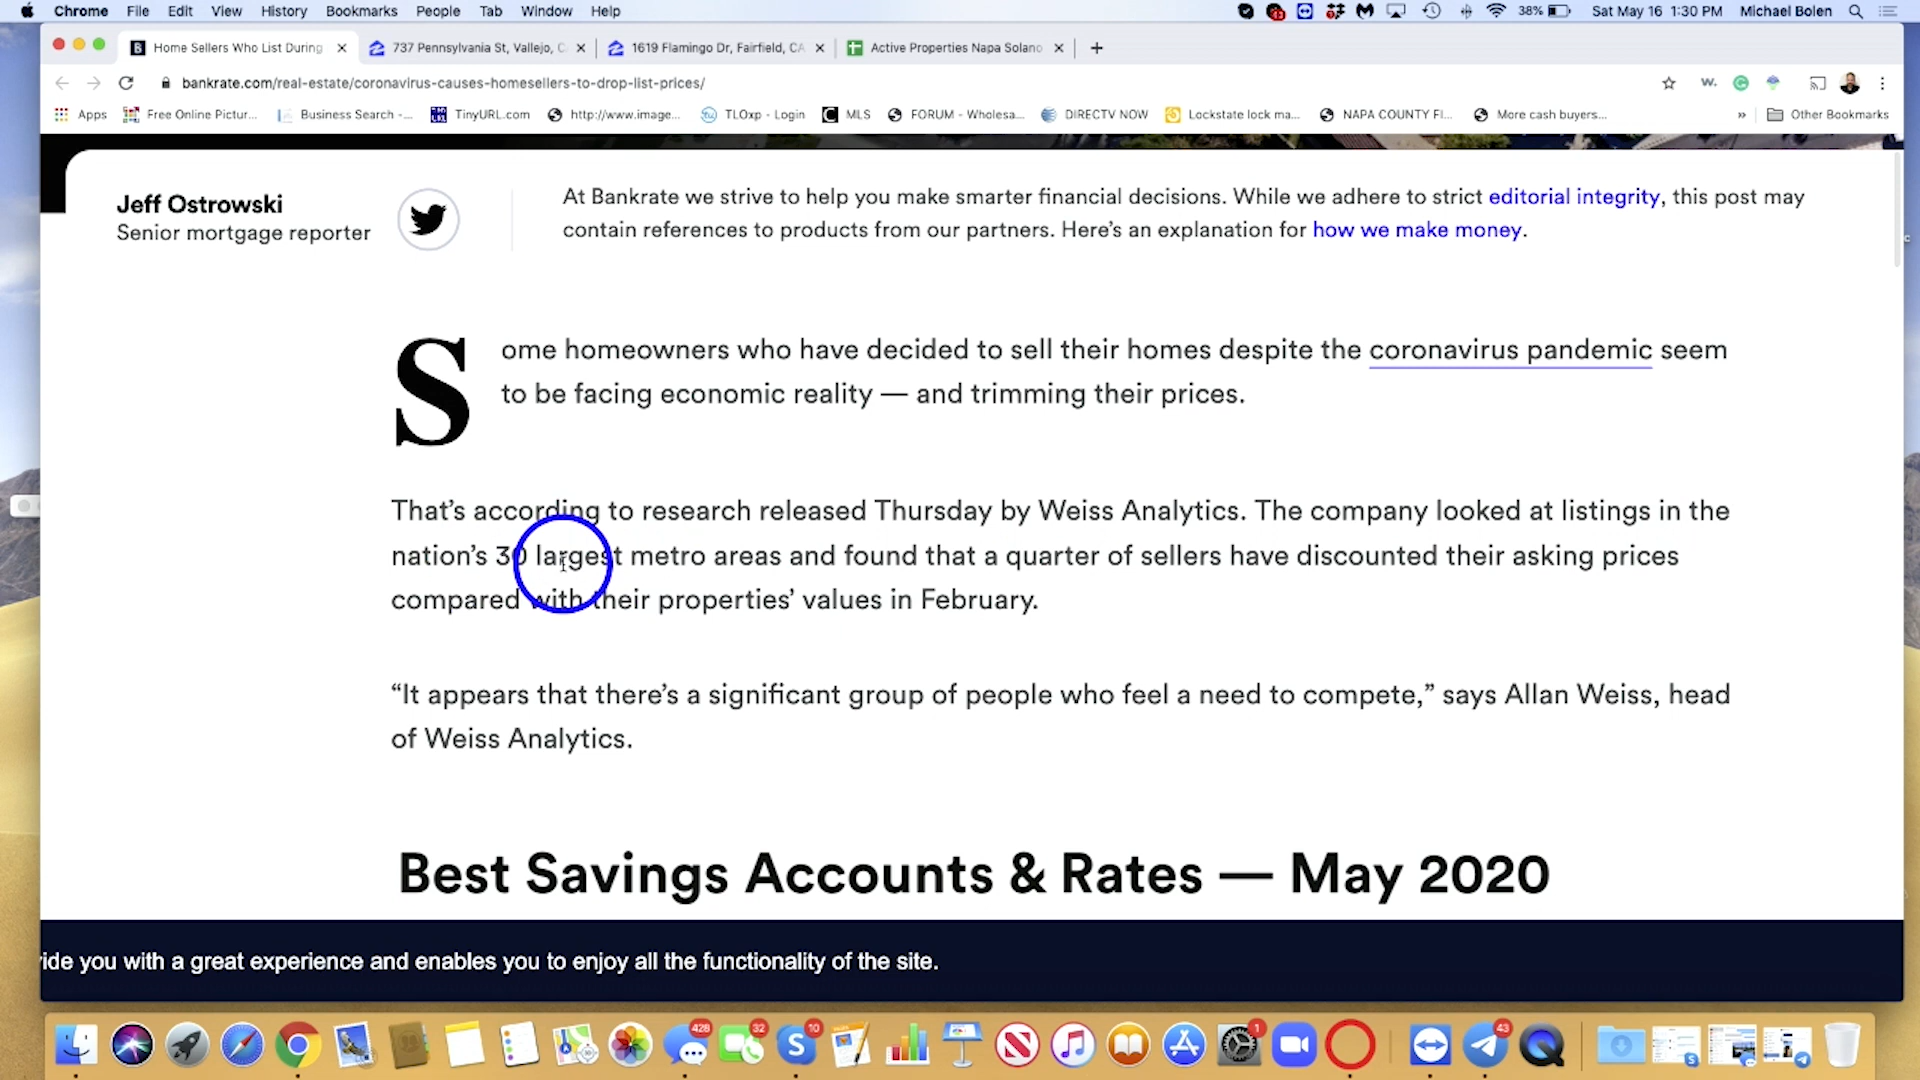 Chrome File Edit View History Bookmarks People Tab Window Help 38% Sat May 16 1:30 PM Michael Bolen
Home Sellers Who List During 737 Pennsylvania St, Vallejo, C 1619 Flamingo Dr, Fairfield, CA Active Properties Napa Solano
bankrate.com/real-estate/coronavirus-causes-homesellers-to-drop-list-prices/
Apps Free Online Pictur... Business Search -... TinyURL.com http://www.image... TLOxp - Login MLS FORUM - Wholesa... DIRECTV NOW Lockstate lock ma... NAPA COUNTY FI... More cash buyers... » Other Bookmarks
Jeff Ostrowski
Senior mortgage reporter
At Bankrate we strive to help you make smarter financial decisions. While we adhere to strict editorial integrity, this post may
contain references to products from our partners. Here's an explanation for how we make money.
Some homeowners who have decided to sell their homes despite the coronavirus pandemic seem
to be facing economic reality — and trimming their prices.
That's according to research released Thursday by Weiss Analytics. The company looked at listings in the
nation's 30 largest metro areas and found that a quarter of sellers have discounted their asking prices
compared with their properties' values in February.
“It appears that there's a significant group of people who feel a need to compete,” says Allan Weiss, head
of Weiss Analytics.
Best Savings Accounts & Rates — May 2020
ide you with a great experience and enables you to enjoy all the functionality of the site.
428 32 10 1 43